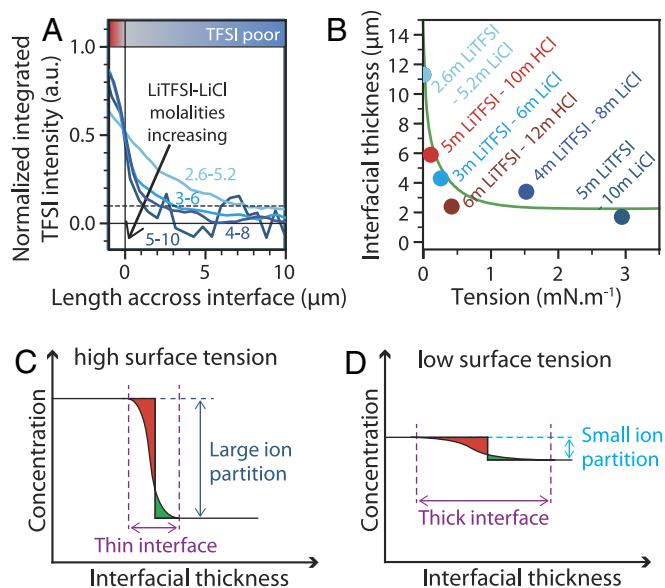 A
TFSI poor
Normalized integrated
TFSI intensity (a.u.)
1.0
0.5
0.0
LiTFSI-LiCl
molalities
increasing
2.6-5.2
3-6
5-10
4-8
0
5
10
Length accross interface (μm)
B
Interfacial thickness (μm)
14
12
10
8
6
4
2
0
2.6m LiTFSI
- 5.2m LiCl
5m LiTFSI - 10m HCl
3m LiTFSI - 6m LiCl
6m LiTFSI - 12m HCl
4m LiTFSI - 8m LiCl
5m LiTFSI
- 10m LiCl
0
1
2
3
Tension (mN.m⁻¹)
C
high surface tension
Concentration
Large ion
partition
Thin interface
Interfacial thickness
D
low surface tension
Concentration
Small ion
partition
Thick interface
Interfacial thickness